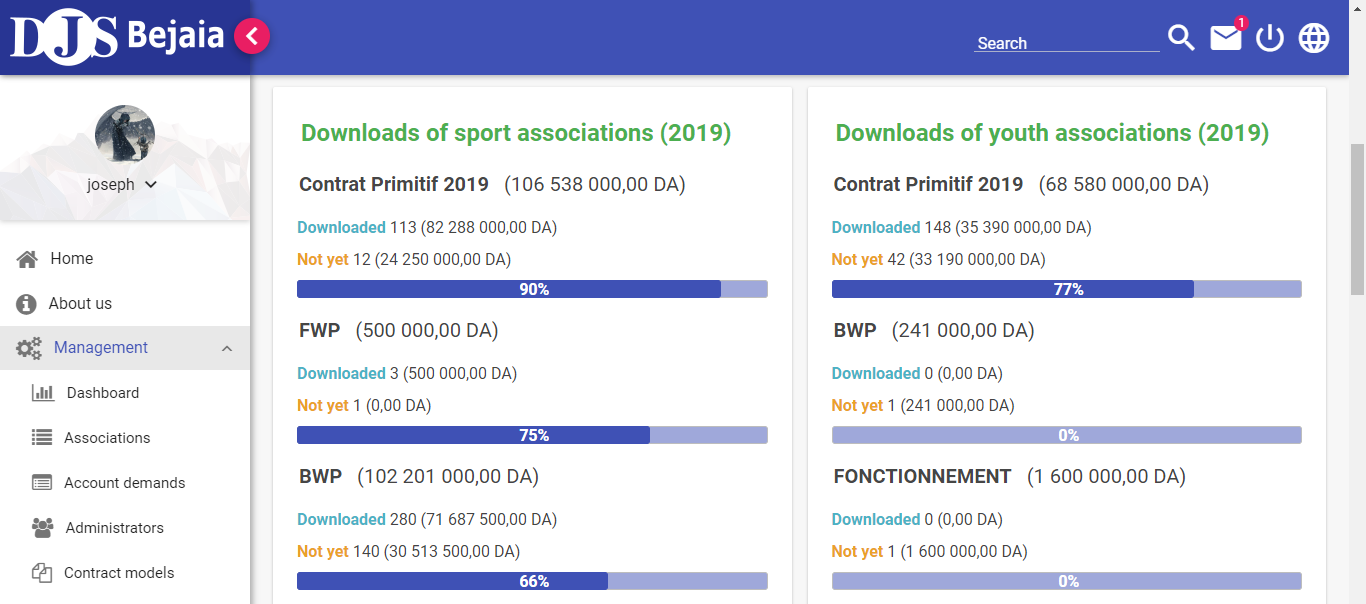 DJS Bejaia
Search
1
joseph
Home
About us
Management
Dashboard
Associations
Account demands
Administrators
Contract models
Downloads of sport associations (2019)
Contrat Primitif 2019 (106 538 000,00 DA)
Downloaded 113 (82 288 000,00 DA)
Not yet 12 (24 250 000,00 DA)
90%
FWP (500 000,00 DA)
Downloaded 3 (500 000,00 DA)
Not yet 1 (0,00 DA)
75%
BWP (102 201 000,00 DA)
Downloaded 280 (71 687 500,00 DA)
Not yet 140 (30 513 500,00 DA)
66%
Downloads of youth associations (2019)
Contrat Primitif 2019 (68 580 000,00 DA)
Downloaded 148 (35 390 000,00 DA)
Not yet 42 (33 190 000,00 DA)
77%
BWP (241 000,00 DA)
Downloaded 0 (0,00 DA)
Not yet 1 (241 000,00 DA)
0%
FONCTIONNEMENT (1 600 000,00 DA)
Downloaded 0 (0,00 DA)
Not yet 1 (1 600 000,00 DA)
0%